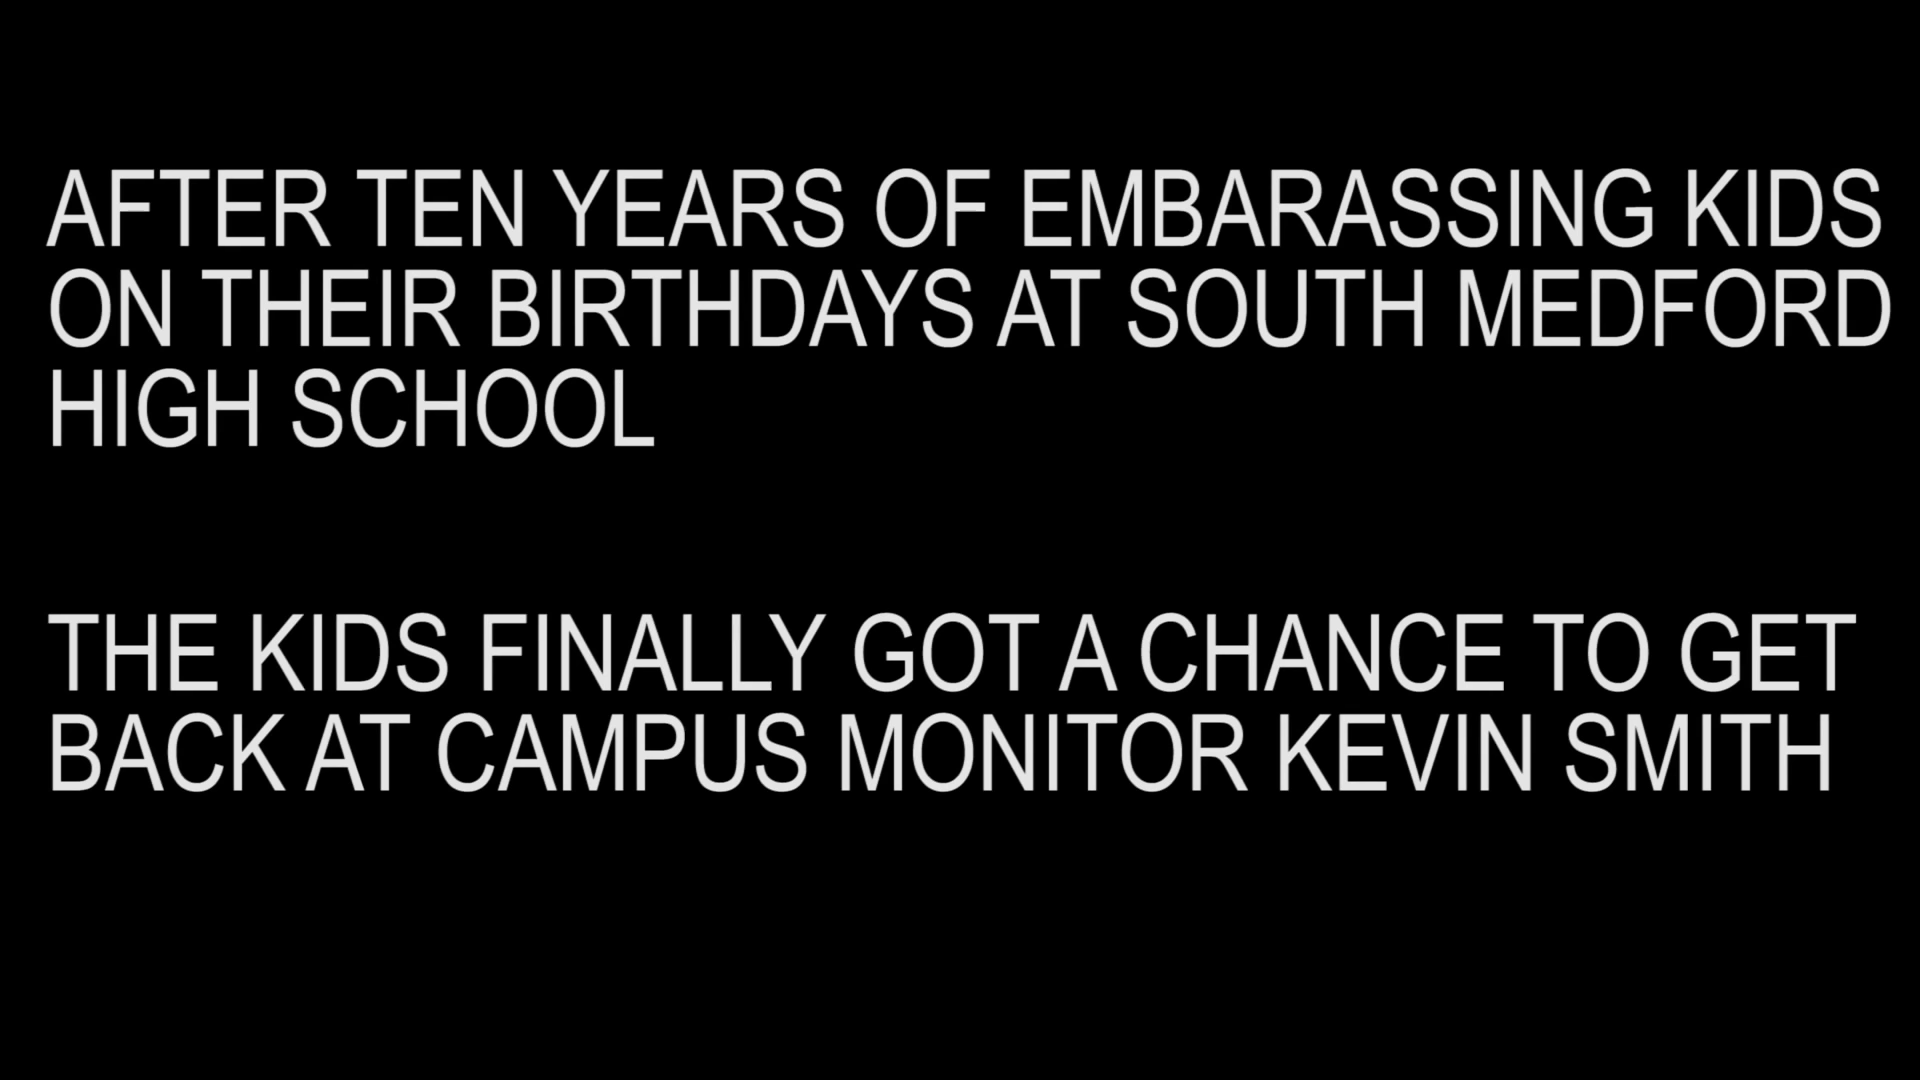 AFTER TEN YEARS OF EMBARASSING KIDS
ON THEIR BIRTHDAYS AT SOUTH MEDFORD
HIGH SCHOOL
THE KIDS FINALLY GOT A CHANCE TO GET
BACK AT CAMPUS MONITOR KEVIN SMITH